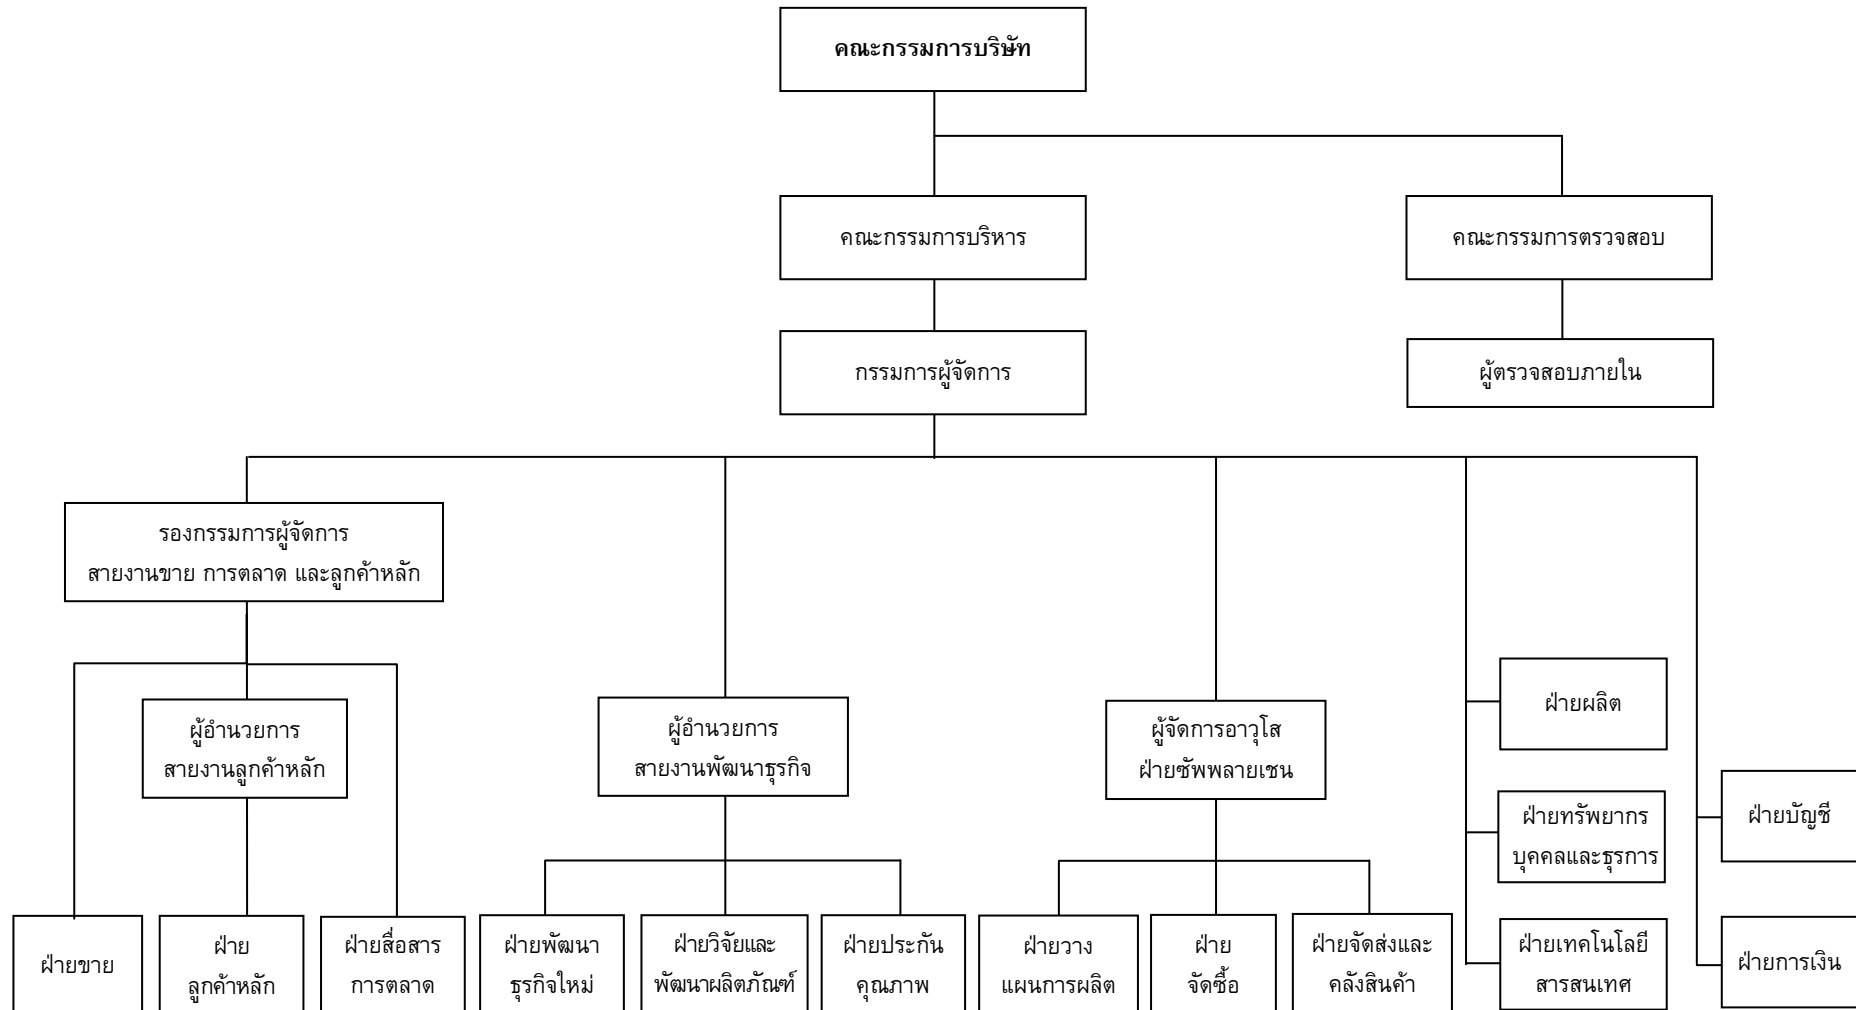 คณะกรรมการบริษัท
คณะกรรมการบริหาร
คณะกรรมการตรวจสอบ
กรรมการผู้จัดการ
ผู้ตรวจสอบภายใน
รองกรรมการผู้จัดการ
สายงานขาย การตลาด และลูกค้าหลัก
ผู้อำนวยการ
สายงานลูกค้าหลัก
ผู้อำนวยการ
สายงานพัฒนาธุรกิจ
ผู้จัดการอาวุโส
ฝ่ายซัพพลายเชน
ฝ่ายผลิต
ฝ่ายทรัพยากร
บุคคลและธุรการ
ฝ่ายบัญชี
ฝ่ายขาย
ฝ่าย
ลูกค้าหลัก
ฝ่ายสื่อสาร
การตลาด
ฝ่ายพัฒนา
ธุรกิจใหม่
ฝ่ายวิจัยและ
พัฒนาผลิตภัณฑ์
ฝ่ายประกัน
คุณภาพ
ฝ่ายวาง
แผนการผลิต
ฝ่าย
จัดซื้อ
ฝ่ายจัดส่งและ
คลังสินค้า
ฝ่ายเทคโนโลยี
สารสนเทศ
ฝ่ายการเงิน